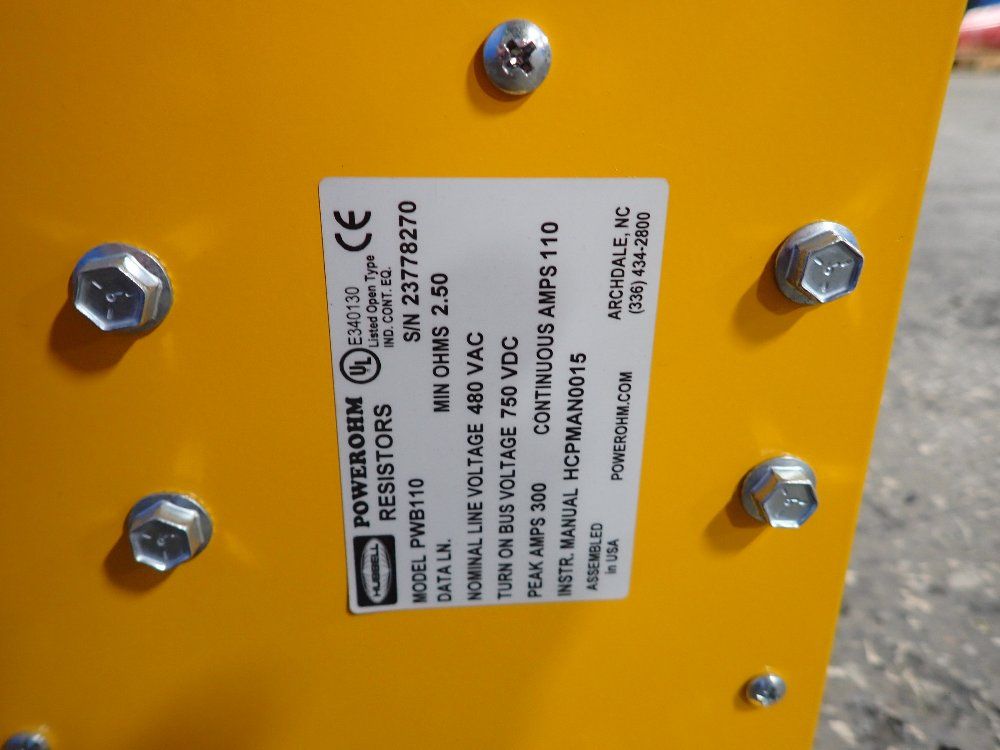 HUBBELL
POWEROHM
RESISTORS
UL
E340130
Listed Open Type
IND. CONT. EQ.
CE
MODEL PWB110 S/N 23778270
DATA LN. MIN OHMS 2.50
NOMINAL LINE VOLTAGE 480 VAC
TURN ON BUS VOLTAGE 750 VDC
PEAK AMPS 300 CONTINUOUS AMPS 110
INSTR. MANUAL HCPMAN0015
ASSEMBLED
in USA
POWEROHM.COM
ARCHDALE, NC
(336) 434-2800